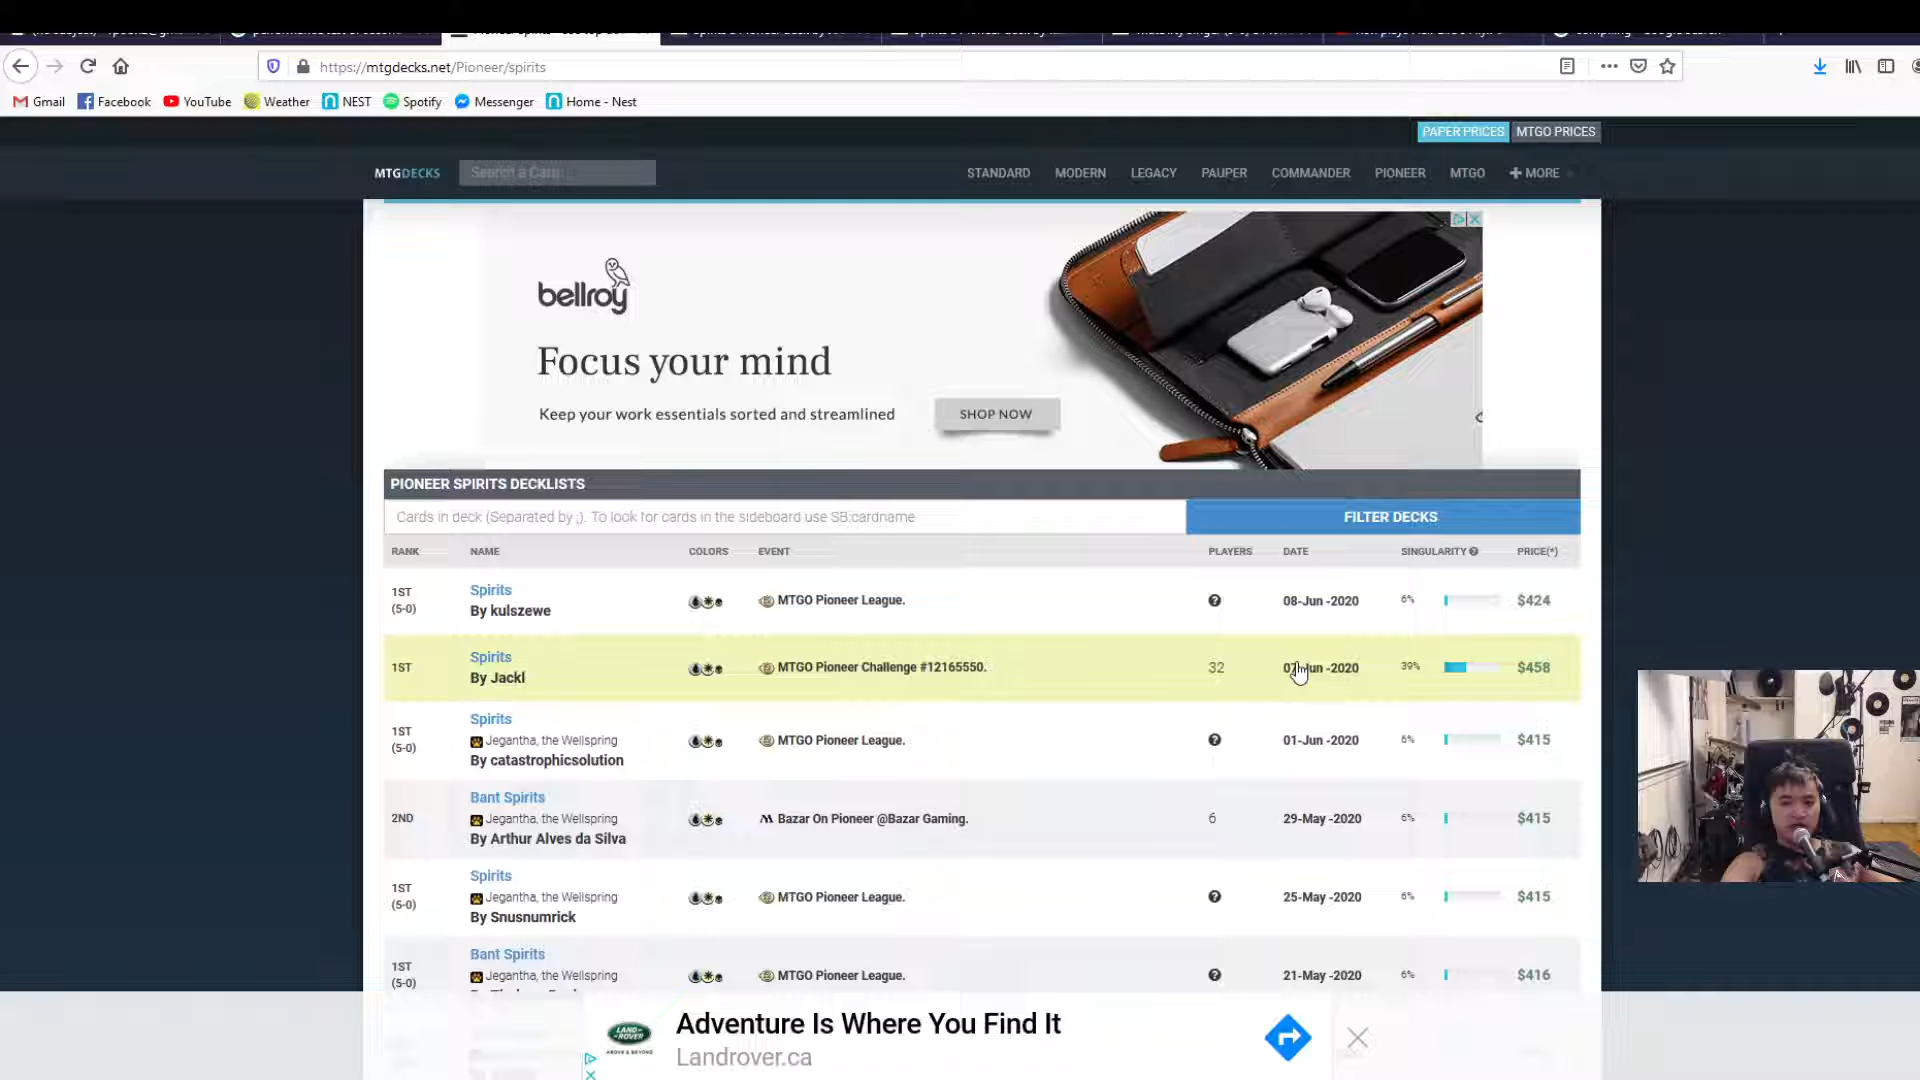 https://mtgdecks.net/Pioneer/spirits
Gmail Facebook YouTube Weather NEST Spotify Messenger Home - Nest
PAPER PRICES MTGO PRICES
MTGDECKS Search a Card... STANDARD MODERN LEGACY PAUPER COMMANDER PIONEER MTGO + MORE
bellroy
Focus your mind
Keep your work essentials sorted and streamlined SHOP NOW
PIONEER SPIRITS DECKLISTS
Cards in deck (Separated by ;). To look for cards in the sideboard use SB:cardname FILTER DECKS
RANK NAME COLORS EVENT PLAYERS DATE SINGULARITY PRICE(*)
1ST (5-0) Spirits
By kulszewe MTGO Pioneer League. 08-Jun -2020 6% $424
1ST Spirits
By Jackl MTGO Pioneer Challenge #12165550. 32 07-Jun -2020 39% $458
1ST (5-0) Spirits
Jegantha, the Wellspring MTGO Pioneer League. 01-Jun -2020 6% $415
By catastrophicsolution
Bant Spirits
2ND Jegantha, the Wellspring Bazar On Pioneer @Bazar Gaming. 6 29-May -2020 6% $415
By Arthur Alves da Silva
Spirits
1ST (5-0) Jegantha, the Wellspring MTGO Pioneer League. 25-May -2020 6% $415
By Snusnumrick
Bant Spirits
1ST (5-0) Jegantha, the Wellspring MTGO Pioneer League. 21-May -2020 6% $416
LAND-ROVER
ABOVE & BEYOND
Adventure Is Where You Find It
Landrover.ca